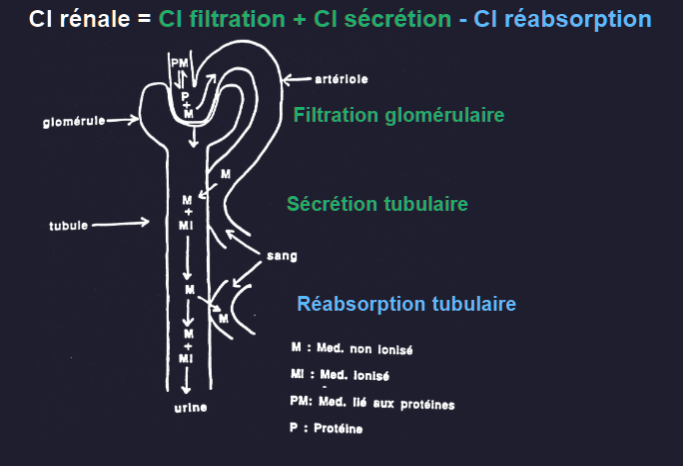 Cl rénale = Cl filtration + Cl sécrétion - Cl réabsorption
PM
P
+
M
artériole
glomérule
Filtration glomérulaire
M
M
+
MI
Sécrétion tubulaire
tubule
sang
M
M
Réabsorption tubulaire
M
+
MI
urine
M : Med. non ionisé
MI : Med. ionisé
PM: Med. lié aux protéines
P : Protéine